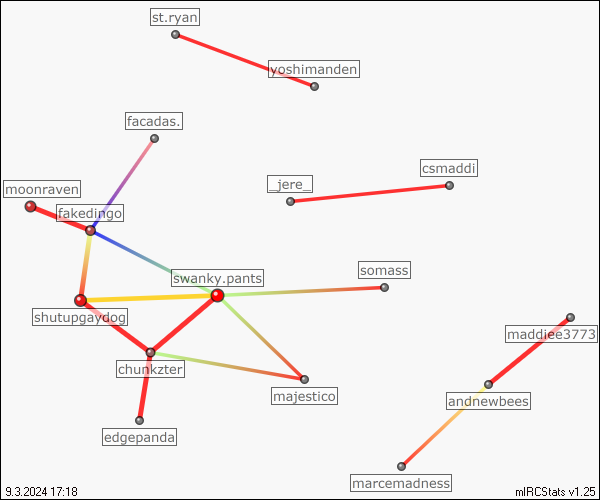 st.ryan
yoshimanden
facadas.
csmaddi
moonraven
_jere_
fakedingo
somass
swanky.pants
shutupgaydog
maddiee3773
chunkzter
majestico
andnewbees
edgepanda
marcemadness
9.3.2024 17:18
mIRCStats v1.25